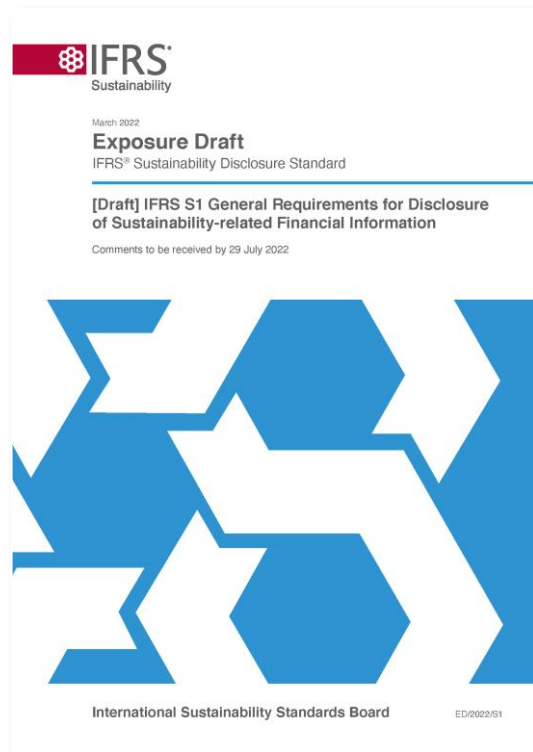 IFRS®
Sustainability
March 2022
Exposure Draft
IFRS® Sustainability Disclosure Standard
[Draft] IFRS S1 General Requirements for Disclosure
of Sustainability-related Financial Information
Comments to be received by 29 July 2022
International Sustainability Standards Board
ED/2022/S1